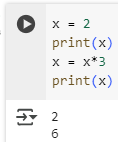 x = 2
print(x)
x = x*3
print(x)
2
6